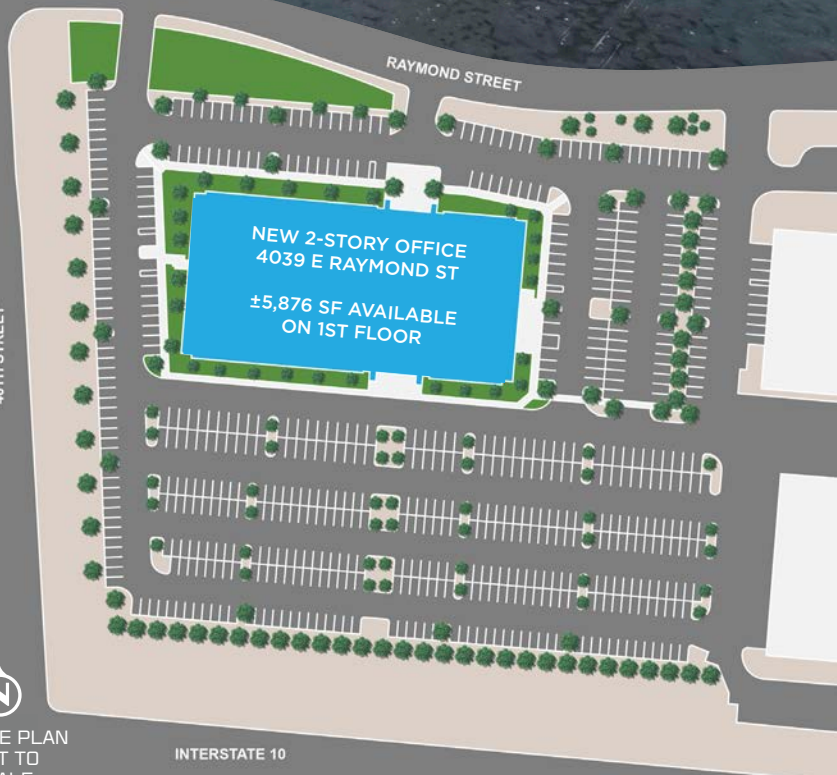 RAYMOND STREET
NEW 2-STORY OFFICE
4039 E RAYMOND ST
±5,876 SF AVAILABLE
ON 1ST FLOOR
STREET
N
E PLAN
T TO
INTERSTATE 10